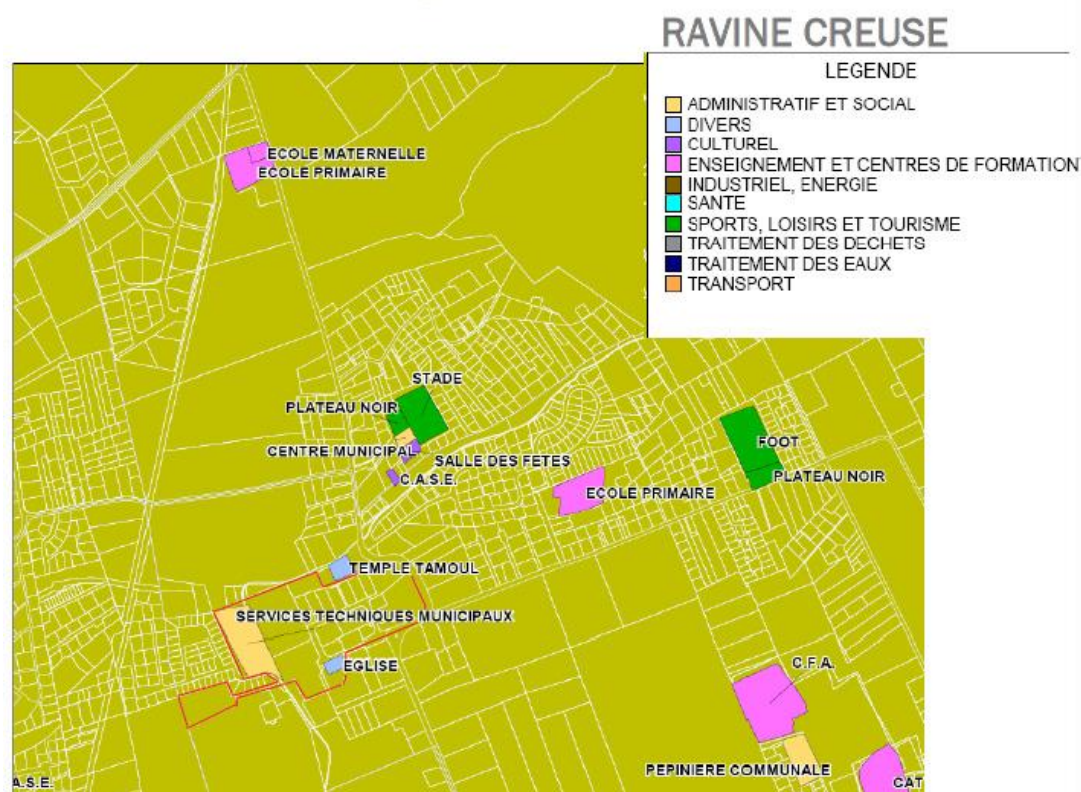 RAVINE CREUSE
LEGENDE
ADMINISTRATIF ET SOCIAL
DIVERS
CULTUREL
ENSEIGNEMENT ET CENTRES DE FORMATION
INDUSTRIEL, ENERGIE
SANTE
SPORTS, LOISIRS ET TOURISME
TRAITEMENT DES DECHETS
TRAITEMENT DES EAUX
TRANSPORT
ECOLE MATERNELLE
ECOLE PRIMAIRE
STADE
PLATEAU NOIR
CENTRE MUNICIPAL
SALLE DES FETES
C.A.S.E.
FOOT
PLATEAU NOIR
ECOLE PRIMAIRE
TEMPLE TAMOUL
SERVICES TECHNIQUES MUNICIPAUX
EGLISE
C.F.A.
PEPINIERE COMMUNALE
A.S.E.
CAT